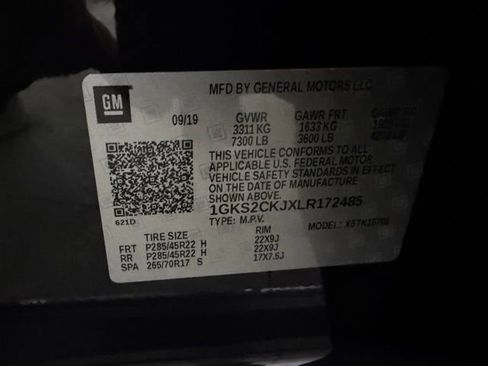 MFD BY GENERAL MOTORS LLC
GM
09/19
GVWR GAWR FRT GAWR RR
3311 KG 1633 KG
7300 LB 3600 LB
THIS VEHICLE CONFORMS TO ALL
APPLICABLE U.S. FEDERAL MOTOR
VEHICLE SAFETY STANDARDS IN EFFECT
ON THE DATE OF MANUFACTURE
SHOWN ABOVE.
1GKS2CKJXLR172485
TYPE: M.P.V. MODEL:
621D
TIRE SIZE RIM
FRT P285/45R22 H 22X9J
RR P285/45R22 H 22X9J
SPA 265/70R17 S 17X7.5J